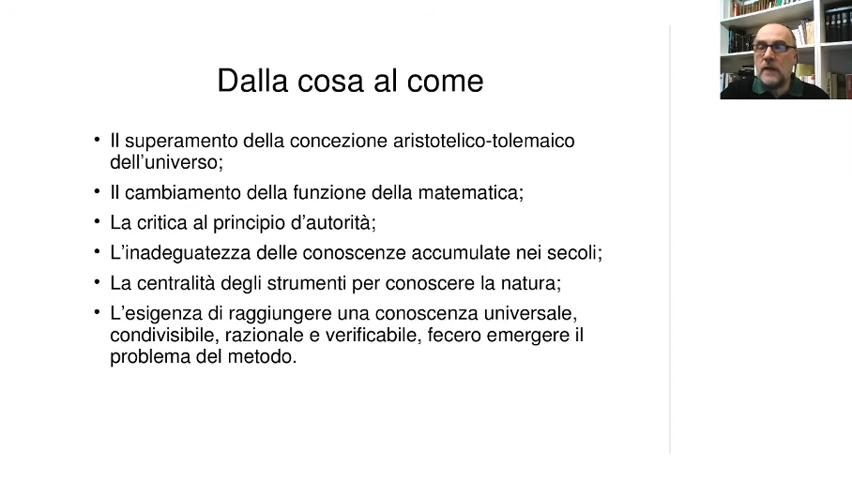 Dalla cosa al come
• Il superamento della concezione aristotelico-tolemaico
dell'universo;
• Il cambiamento della funzione della matematica;
• La critica al principio d'autorità;
• L'inadeguatezza delle conoscenze accumulate nei secoli;
• La centralità degli strumenti per conoscere la natura;
• L'esigenza di raggiungere una conoscenza universale,
condivisibile, razionale e verificabile, fecero emergere il
problema del metodo.